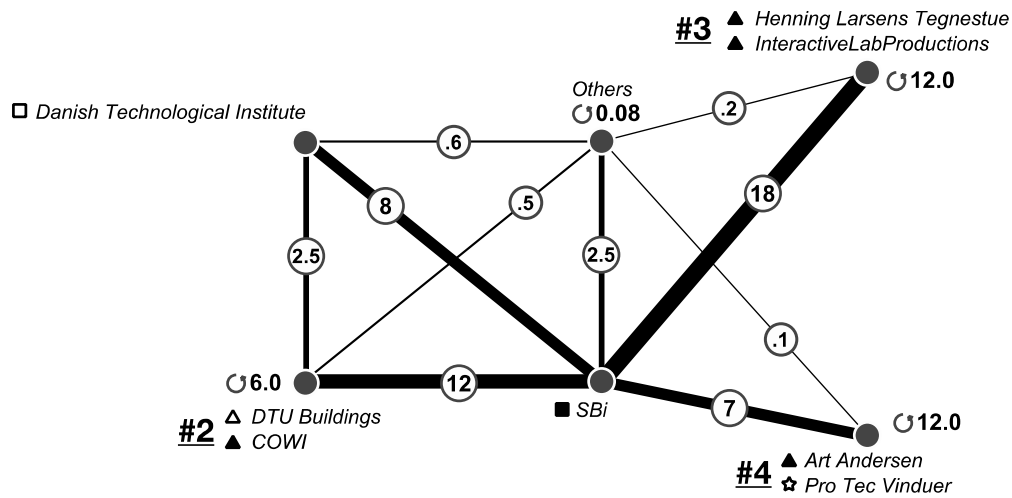 #3
Henning Larsens Tegnestue
InteractiveLabProductions
12.0
Others
0.08
.2
Danish Technological Institute
.6
8
.5
18
2.5
2.5
.1
6.0
12
7
#2
DTU Buildings
COWI
SBi
12.0
#4
Art Andersen
Pro Tec Vinduer